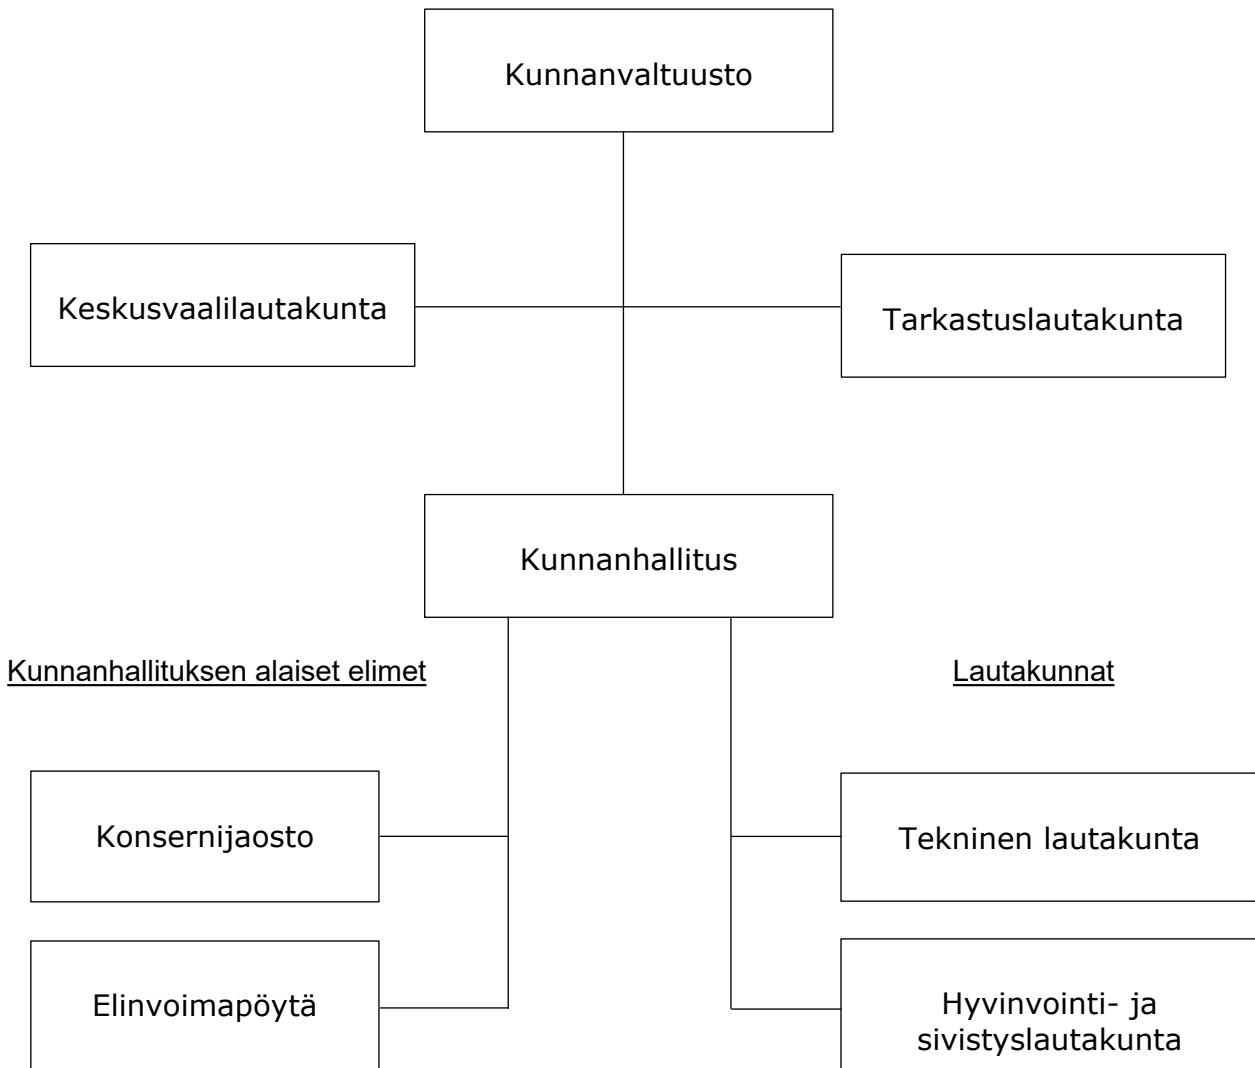 Kunnanvaltuusto
Keskusvaalilautakunta
Tarkastuslautakunta
Kunnanhallitus
Kunnanhallituksen alaiset elimet
Lautakunnat
Konsernijaosto
Tekninen lautakunta
Elinvoimapöytä
Hyvinvointi- ja
sivistyslautakunta